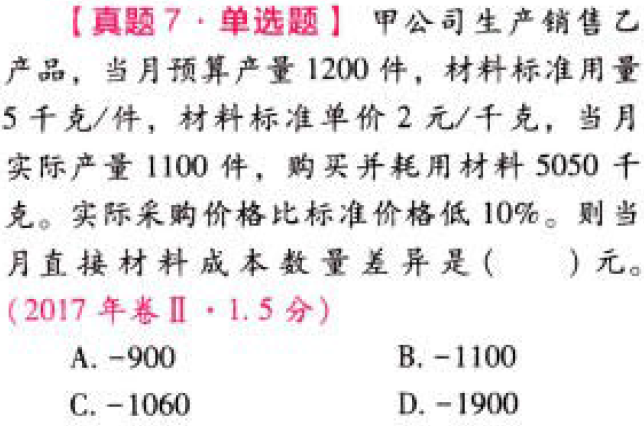 【真题7·单选题】 甲公司生产销售乙
产品，当月预算产量1200件，材料标准用量
5千克/件，材料标准单价2元/千克，当月
实际产量1100件，购买并耗用材料5050千
克。实际采购价格比标准价格低10%。则当
月直接材料成本数量差异是(  )元。
(2017年卷Ⅱ·1.5分)
A. -900 B. -1100
C. -1060 D. -1900